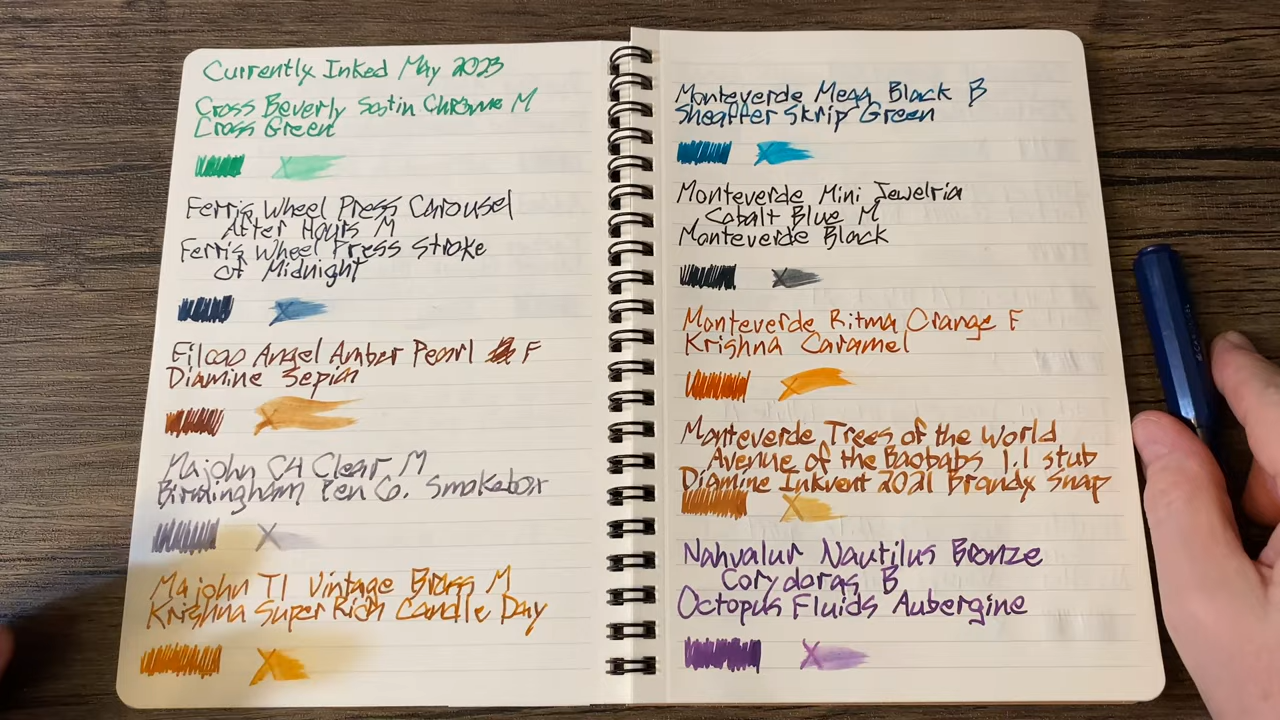 Currently Inked May 2023
Cross Beverly Satin Chrome M
Cross Green
Ferris Wheel Press Carousel
After Hours M
Ferris Wheel Press Stroke
of Midnight
Filcao Angel Amber Pearl F
Diamine Sepia
Majohn C4 Clear M
Birmingham Pen Co. Smokebox
Majohn T1 Vintage Brass M
Krishna Super Rich Candle Day
Monteverde Mega Black B
Sheaffer Skrip Green
Monteverde Mini Jewelria
Cobalt Blue M
Monteverde Black
Monteverde Ritma Orange F
Krishna Caramel
Monteverde Trees of the World
Avenue of the Baobabs 1.1 stub
Diamine Inkvent 2021 Brandy Snap
Nahvalur Nautilus Bronze
Corydoras B
Octopus Fluids Aubergine